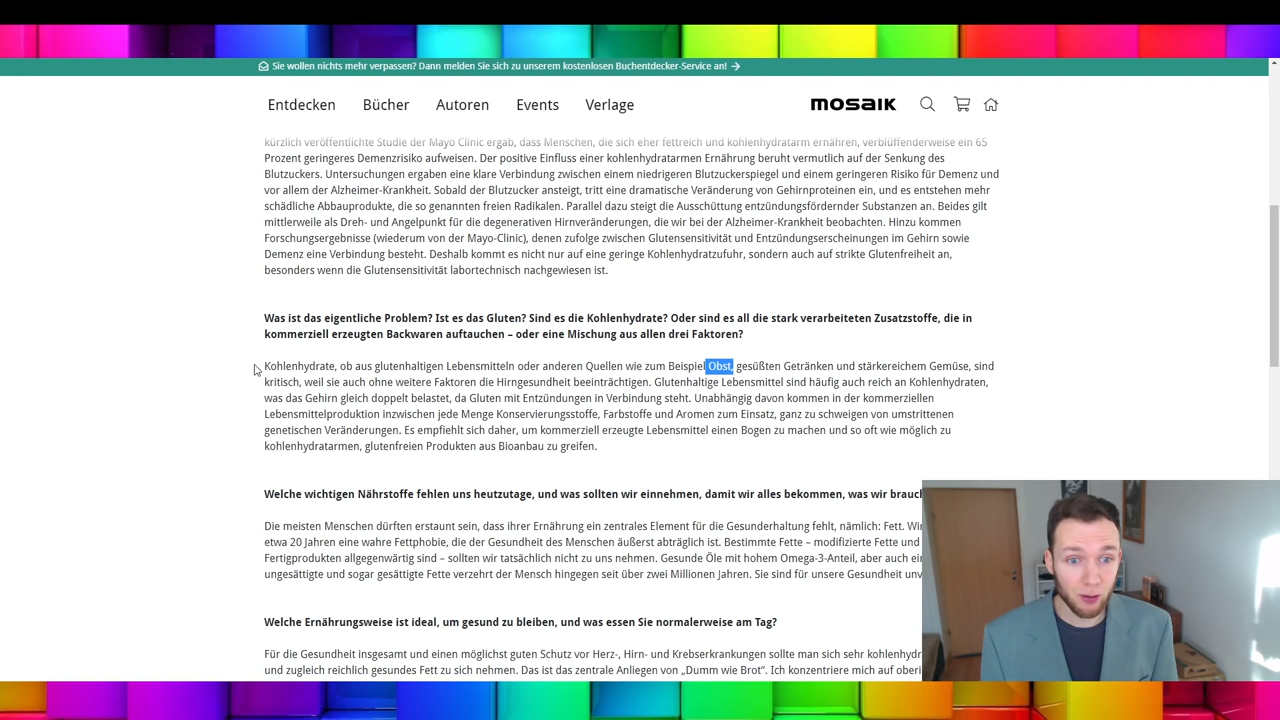 Sie wollen nichts mehr verpassen? Dann melden Sie sich zu unserem kostenlosen Buchentdecker-Service an!
Entdecken Bücher Autoren Events Verlage mosaik
kürzlich veröffentlichte Studie der Mayo Clinic ergab, dass Menschen, die sich eher fettreich und kohlenhydratarm ernähren, verblüffenderweise ein 65
Prozent geringeres Demenzrisiko aufweisen. Der positive Einfluss einer kohlenhydratarmen Ernährung beruht vermutlich auf der Senkung des
Blutzuckers. Untersuchungen ergaben eine klare Verbindung zwischen einem niedrigeren Blutzuckerspiegel und einem geringeren Risiko für Demenz und
vor allem der Alzheimer-Krankheit. Sobald der Blutzucker ansteigt, tritt eine dramatische Veränderung von Gehirnproteinen ein, und es entstehen mehr
schädliche Abbauprodukte, die so genannten freien Radikalen. Parallel dazu steigt die Ausschüttung entzündungsfördernder Substanzen an. Beides gilt
mittlerweile als Dreh- und Angelpunkt für die degenerativen Hirnveränderungen, die wir bei der Alzheimer-Krankheit beobachten. Hinzu kommen
Forschungsergebnisse (wiederum von der Mayo-Clinic), denen zufolge zwischen Glutensensitivität und Entzündungserscheinungen im Gehirn sowie
Demenz eine Verbindung besteht. Deshalb kommt es nicht nur auf eine geringe Kohlenhydratzufuhr, sondern auch auf strikte Glutenfreiheit an,
besonders wenn die Glutensensitivität labortechnisch nachgewiesen ist.
Was ist das eigentliche Problem? Ist es das Gluten? Sind es die Kohlenhydrate? Oder sind es all die stark verarbeiteten Zusatzstoffe, die in
kommerziell erzeugten Backwaren auftauchen – oder eine Mischung aus allen drei Faktoren?
Kohlenhydrate, ob aus glutenhaltigen Lebensmitteln oder anderen Quellen wie zum Beispiel Obst, gesüßten Getränken und stärkereichem Gemüse, sind
kritisch, weil sie auch ohne weitere Faktoren die Hirngesundheit beeinträchtigen. Glutenhaltige Lebensmittel sind häufig auch reich an Kohlenhydraten,
was das Gehirn gleich doppelt belastet, da Gluten mit Entzündungen in Verbindung steht. Unabhängig davon kommen in der kommerziellen
Lebensmittelproduktion inzwischen jede Menge Konservierungsstoffe, Farbstoffe und Aromen zum Einsatz, ganz zu schweigen von umstrittenen
genetischen Veränderungen. Es empfiehlt sich daher, um kommerziell erzeugte Lebensmittel einen Bogen zu machen und so oft wie möglich zu
kohlenhydratarmen, glutenfreien Produkten aus Bioanbau zu greifen.
Welche wichtigen Nährstoffe fehlen uns heutzutage, und was sollten wir einnehmen, damit wir alles bekommen, was wir brauch
Die meisten Menschen dürften erstaunt sein, dass ihrer Ernährung ein zentrales Element für die Gesunderhaltung fehlt, nämlich: Fett. Wir
etwa 20 Jahren eine wahre Fettphobie, die der Gesundheit des Menschen äußerst abträglich ist. Bestimmte Fette – modifizierte Fette und
Fertigprodukten allgegenwärtig sind – sollten wir tatsächlich nicht zu uns nehmen. Gesunde Öle mit hohem Omega-3-Anteil, aber auch ein
ungesättigte und sogar gesättigte Fette verzehrt der Mensch hingegen seit über zwei Millionen Jahren. Sie sind für unsere Gesundheit unv
Welche Ernährungsweise ist ideal, um gesund zu bleiben, und was essen Sie normalerweise am Tag?
Für die Gesundheit insgesamt und einen möglichst guten Schutz vor Herz-, Hirn- und Krebserkrankungen sollte man sich sehr kohlenhydr
und zugleich reichlich gesundes Fett zu sich nehmen. Das ist das zentrale Anliegen von „Dumm wie Brot“. Ich konzentriere mich auf oberi